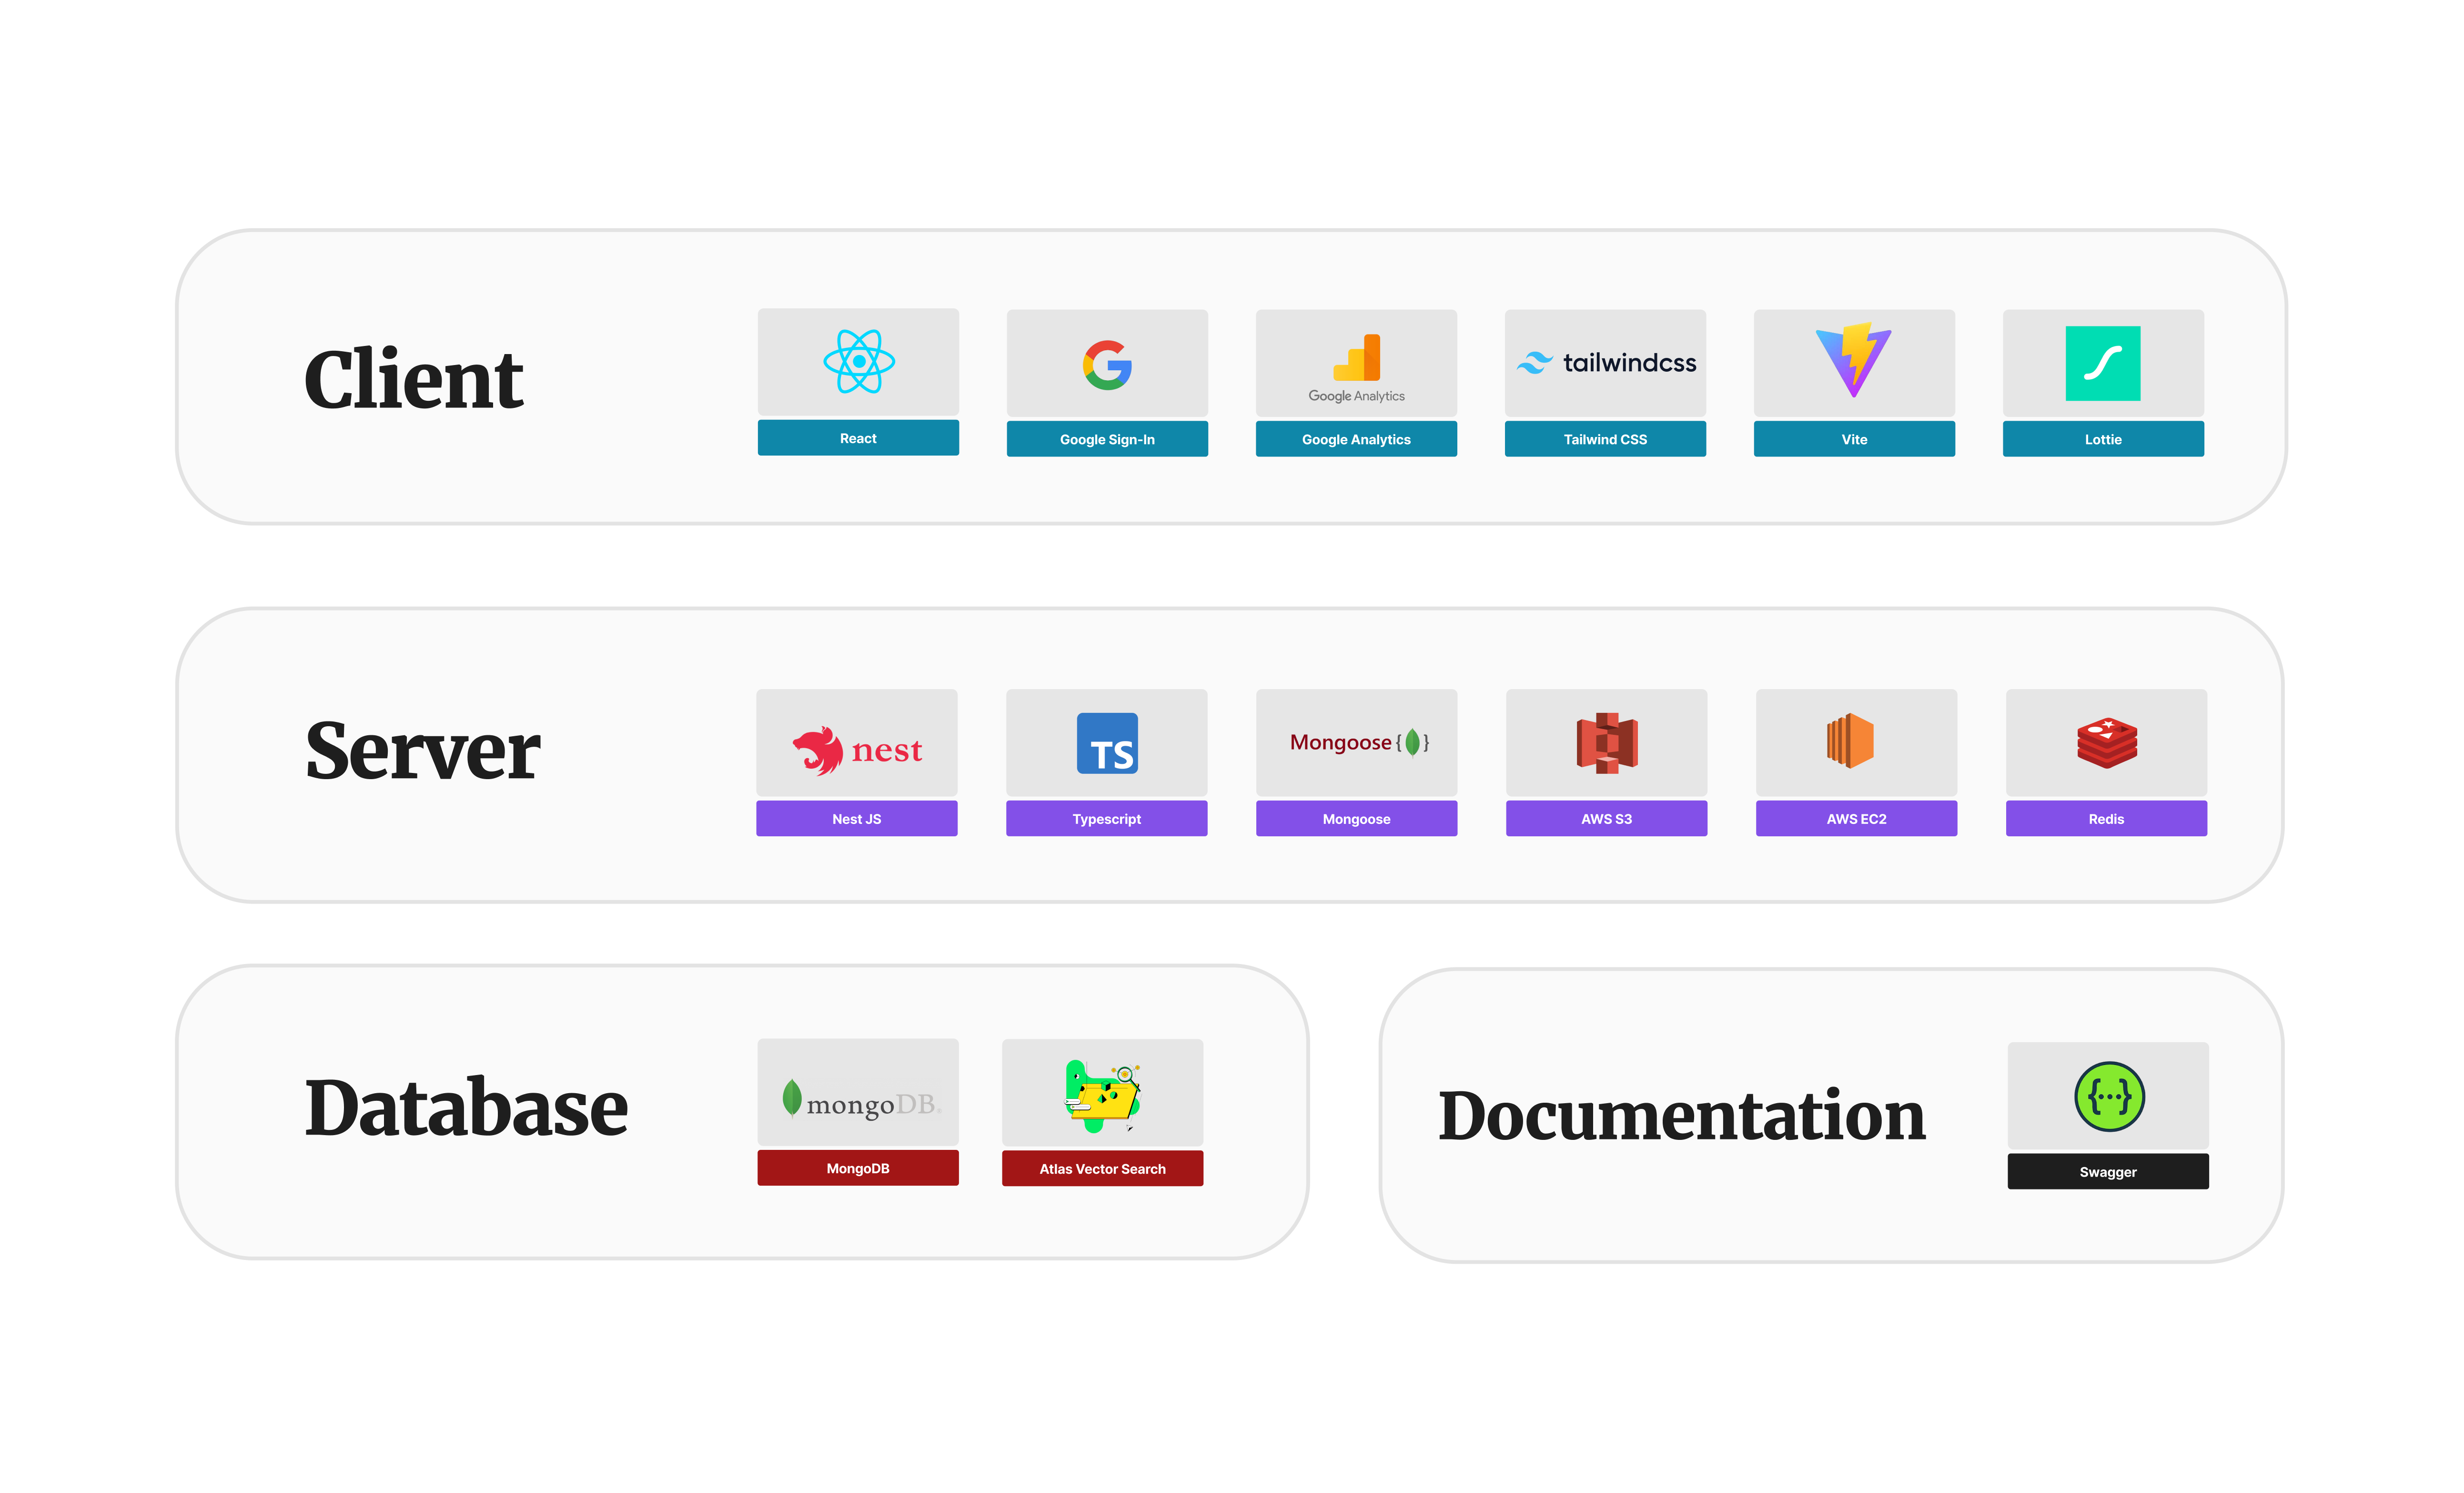 Client
Google Analytics
tailwindcss
React
Google Sign-In
Google Analytics
Tailwind CSS
Vite
Lottie
Server
nest
TS
Mongoose {}
Nest JS
Typescript
Mongoose
AWS S3
AWS EC2
Redis
Database
mongoDB
MongoDB
Atlas Vector Search
Documentation
{...}
Swagger